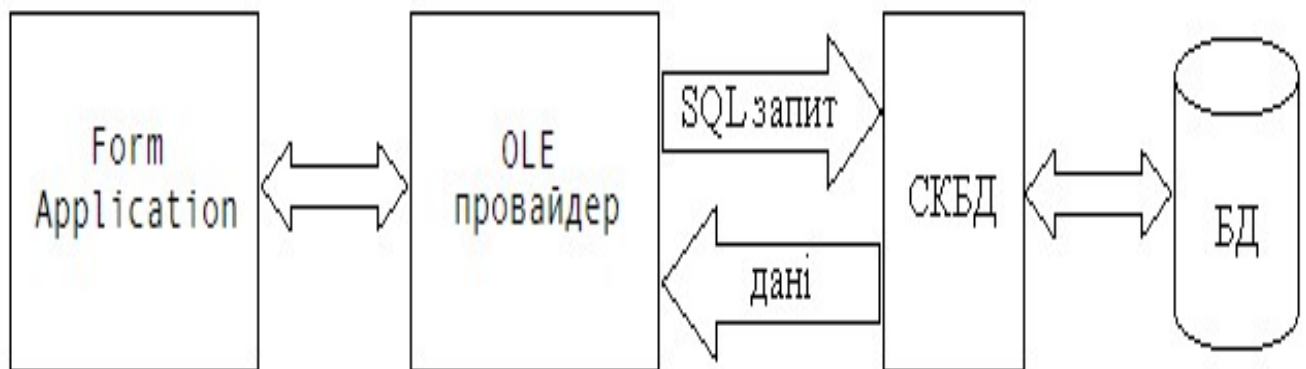 Form
Application
OLE
провайдер
SQL запит
дані
СКБД
БД